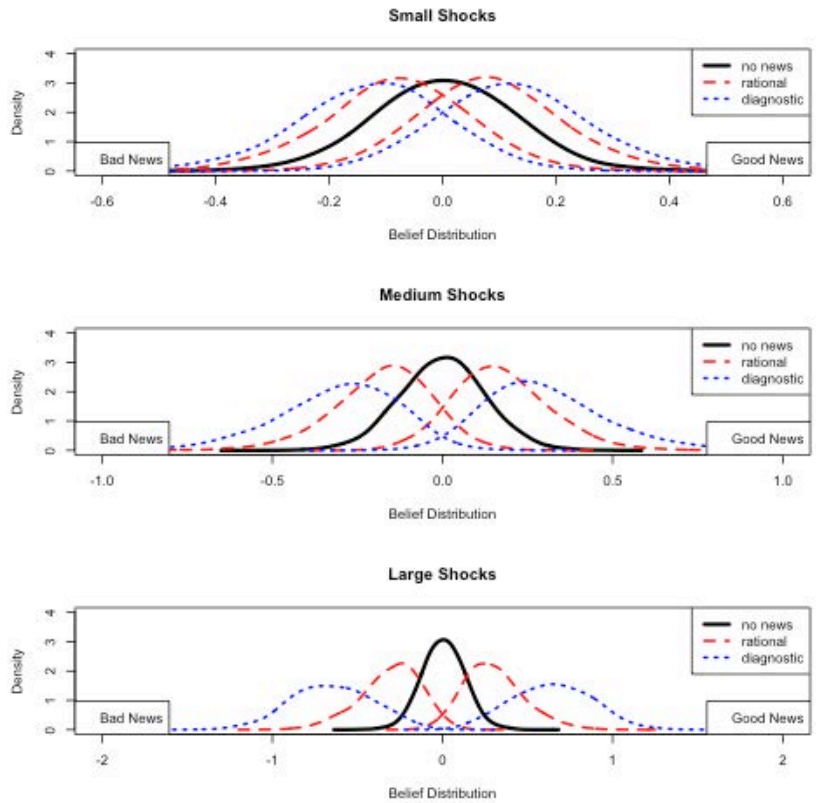 Small Shocks
4
3
2
1
0
Density
no news
rational
diagnostic
Bad News
Good News
-0.6 -0.4 -0.2 0.0 0.2 0.4 0.6
Belief Distribution
Medium Shocks
4
3
2
1
0
Density
no news
rational
diagnostic
Bad News
Good News
-1.0 -0.5 0.0 0.5 1.0
Belief Distribution
Large Shocks
4
3
2
1
0
Density
no news
rational
diagnostic
Bad News
Good News
-2 -1 0 1 2
Belief Distribution